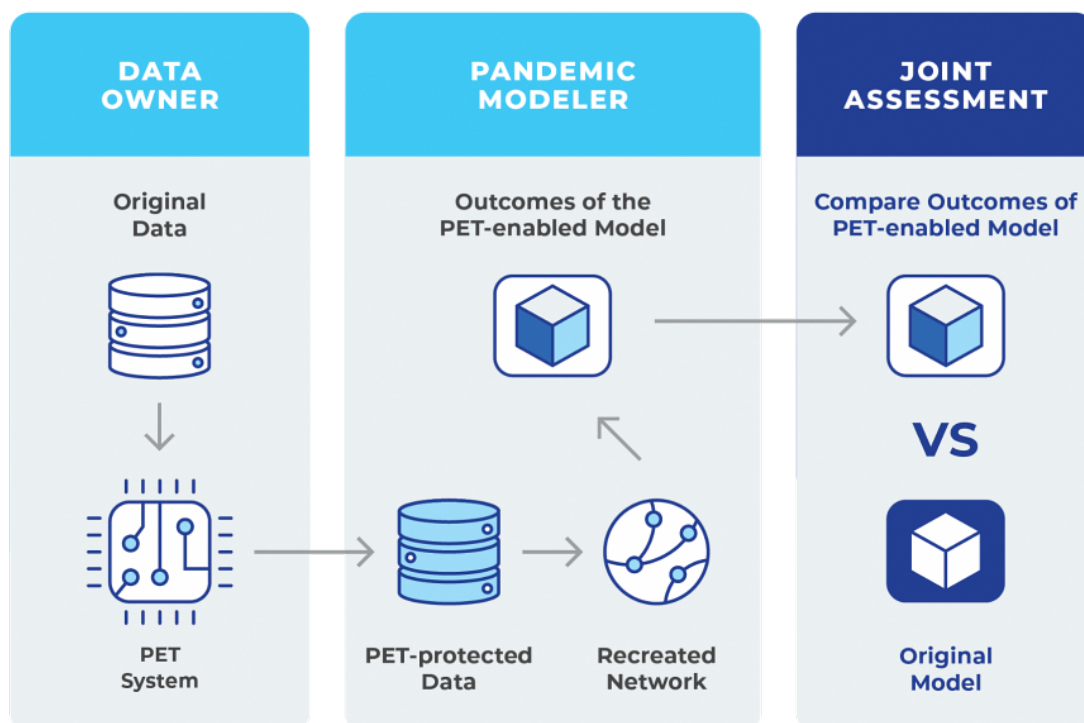 DATA
OWNER
Original
Data
PET
System
PANDEMIC
MODELER
Outcomes of the
PET-enabled Model
PET-protected
Data
Recreated
Network
JOINT
ASSESSMENT
Compare Outcomes of
PET-enabled Model
VS
Original
Model